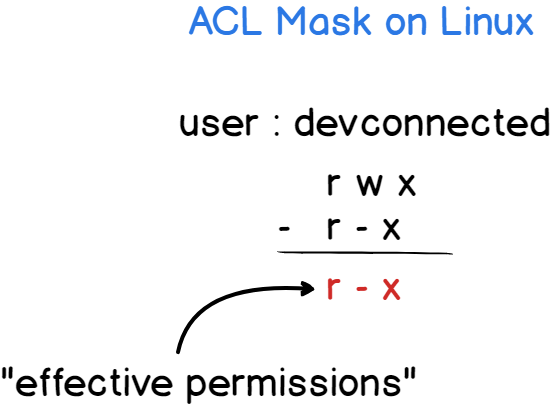 ACL Mask on Linux
user : devconnected
r w x
- r - x
r - x
"effective permissions"